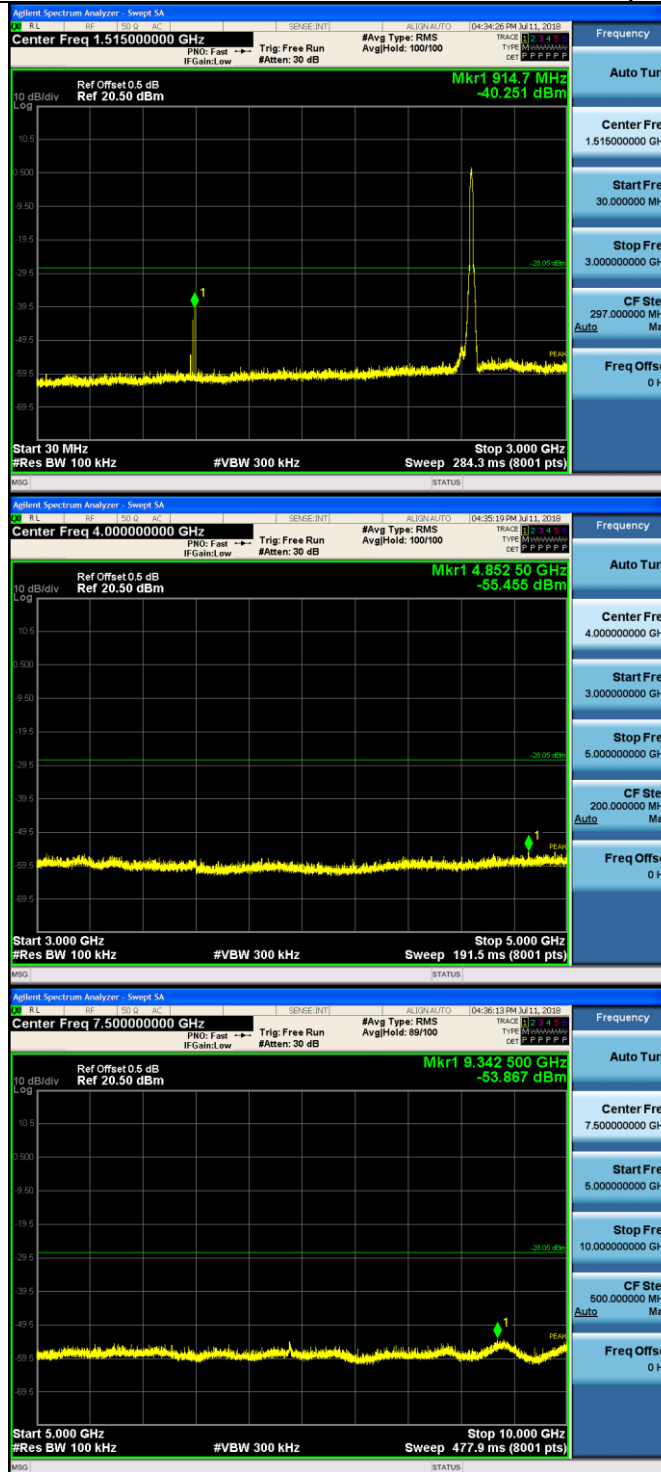 Agilent Spectrum Analyzer - Swept SA
RL RF 50 Ω AC SENSE:INT ALIGN AUTO 04:34:26 PM Jul 11, 2018
Center Freq 1.515000000 GHz #Avg Type: RMS TRACE 1 2 3 4 5 6
PNO: Fast Trig: Free Run Avg|Hold: 100/100 TYPE M
IFGain:Low #Atten: 30 dB DET P P P P P P
Frequency
Auto Tun
Mkr1 914.7 MHz
Ref Offset 0.5 dB
10 dB/div Ref 20.50 dBm -40.251 dBm
Log
10.5
0.500
-9.50
-19.5
-29.5
-39.5
-49.5
-59.5
-69.5
-28.05 dBm
1
PEAK
Center Fre
1.515000000 GH
Start Fre
30.000000 MH
Stop Fre
3.000000000 GH
CF Ste
297.000000 MH
Auto Ma
Freq Offse
0 H
Start 30 MHz Stop 3.000 GHz
#Res BW 100 kHz #VBW 300 kHz Sweep 284.3 ms (8001 pts)
MSG STATUS
Agilent Spectrum Analyzer - Swept SA
RL RF 50 Ω AC SENSE:INT ALIGN AUTO 04:35:19 PM Jul 11, 2018
Center Freq 4.000000000 GHz #Avg Type: RMS TRACE 1 2 3 4 5 6
PNO: Fast Trig: Free Run Avg|Hold: 100/100 TYPE M
IFGain:Low #Atten: 30 dB DET P P P P P P
Frequency
Auto Tun
Mkr1 4.852 50 GHz
Ref Offset 0.5 dB
10 dB/div Ref 20.50 dBm -55.455 dBm
Log
10.5
0.500
-9.50
-19.5
-29.5
-39.5
-49.5
-59.5
-69.5
-28.05 dBm
1
PEAK
Center Fre
4.000000000 GH
Start Fre
3.000000000 GH
Stop Fre
5.000000000 GH
CF Ste
200.000000 MH
Auto Ma
Freq Offse
0 H
Start 3.000 GHz Stop 5.000 GHz
#Res BW 100 kHz #VBW 300 kHz Sweep 191.5 ms (8001 pts)
MSG STATUS
Agilent Spectrum Analyzer - Swept SA
RL RF 50 Ω AC SENSE:INT ALIGN AUTO 04:36:13 PM Jul 11, 2018
Center Freq 7.500000000 GHz #Avg Type: RMS TRACE 1 2 3 4 5 6
PNO: Fast Trig: Free Run Avg|Hold: 89/100 TYPE M
IFGain:Low #Atten: 30 dB DET P P P P P P
Frequency
Auto Tun
Mkr1 9.342 500 GHz
Ref Offset 0.5 dB
10 dB/div Ref 20.50 dBm -53.867 dBm
Log
10.5
0.500
-9.50
-19.5
-29.5
-39.5
-49.5
-59.5
-69.5
-28.05 dBm
1
PEAK
Center Fre
7.500000000 GH
Start Fre
5.000000000 GH
Stop Fre
10.000000000 GH
CF Ste
500.000000 MH
Auto Ma
Freq Offse
0 H
Start 5.000 GHz Stop 10.000 GHz
#Res BW 100 kHz #VBW 300 kHz Sweep 477.9 ms (8001 pts)
MSG STATUS